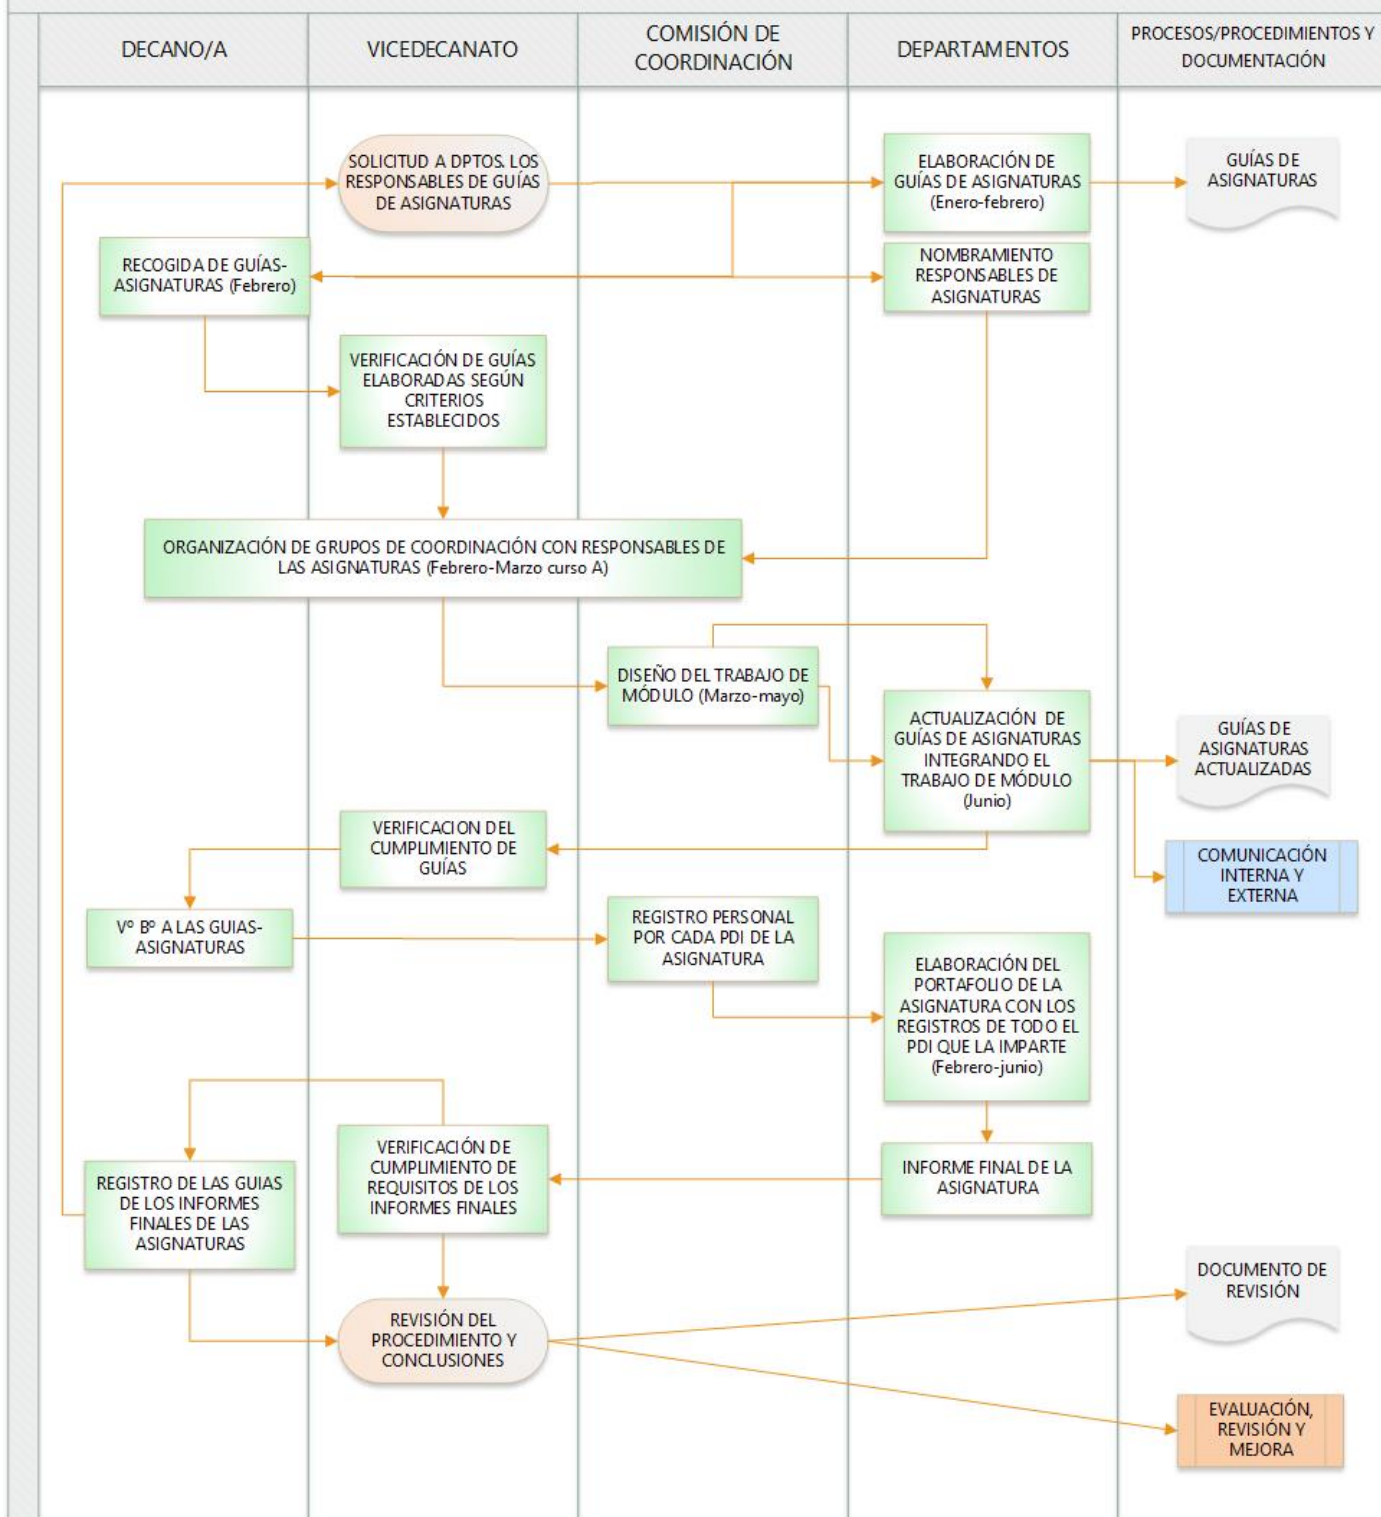 DECANO/A
VICEDECANATO
COMISIÓN DE
COORDINACIÓN
DEPARTAMENTOS
PROCESOS/PROCEDIMIENTOS Y
DOCUMENTACIÓN
SOLICITUD A DPTOS. LOS
RESPONSABLES DE GUÍAS
DE ASIGNATURAS
ELABORACIÓN DE
GUÍAS DE ASIGNATURAS
(Enero-febrero)
GUÍAS DE
ASIGNATURAS
RECOGIDA DE GUÍAS-
ASIGNATURAS (Febrero)
NOMBRAMIENTO
RESPONSABLES DE
ASIGNATURAS
VERIFICACIÓN DE GUÍAS
ELABORADAS SEGÚN
CRITERIOS
ESTABLECIDOS
ORGANIZACIÓN DE GRUPOS DE COORDINACIÓN CON RESPONSABLES DE
LAS ASIGNATURAS (Febrero-Marzo curso A)
DISEÑO DEL TRABAJO DE
MÓDULO (Marzo-mayo)
ACTUALIZACIÓN DE
GUÍAS DE ASIGNATURAS
INTEGRANDO EL
TRABAJO DE MÓDULO
(Junio)
GUÍAS DE
ASIGNATURAS
ACTUALIZADAS
VERIFICACION DEL
CUMPLIMIENTO DE
GUÍAS
COMUNICACIÓN
INTERNA Y
EXTERNA
Vº Bº A LAS GUIAS-
ASIGNATURAS
REGISTRO PERSONAL
POR CADA PDI DE LA
ASIGNATURA
ELABORACIÓN DEL
PORTAFOLIO DE LA
ASIGNATURA CON LOS
REGISTROS DE TODO EL
PDI QUE LA IMPARTE
(Febrero-junio)
VERIFICACIÓN DE
CUMPLIMIENTO DE
REQUISITOS DE LOS
INFORMES FINALES
INFORME FINAL DE LA
ASIGNATURA
REGISTRO DE LAS GUIAS
DE LOS INFORMES
FINALES DE LAS
ASIGNATURAS
DOCUMENTO DE
REVISIÓN
REVISIÓN DEL
PROCEDIMIENTO Y
CONCLUSIONES
EVALUACIÓN,
REVISIÓN Y
MEJORA